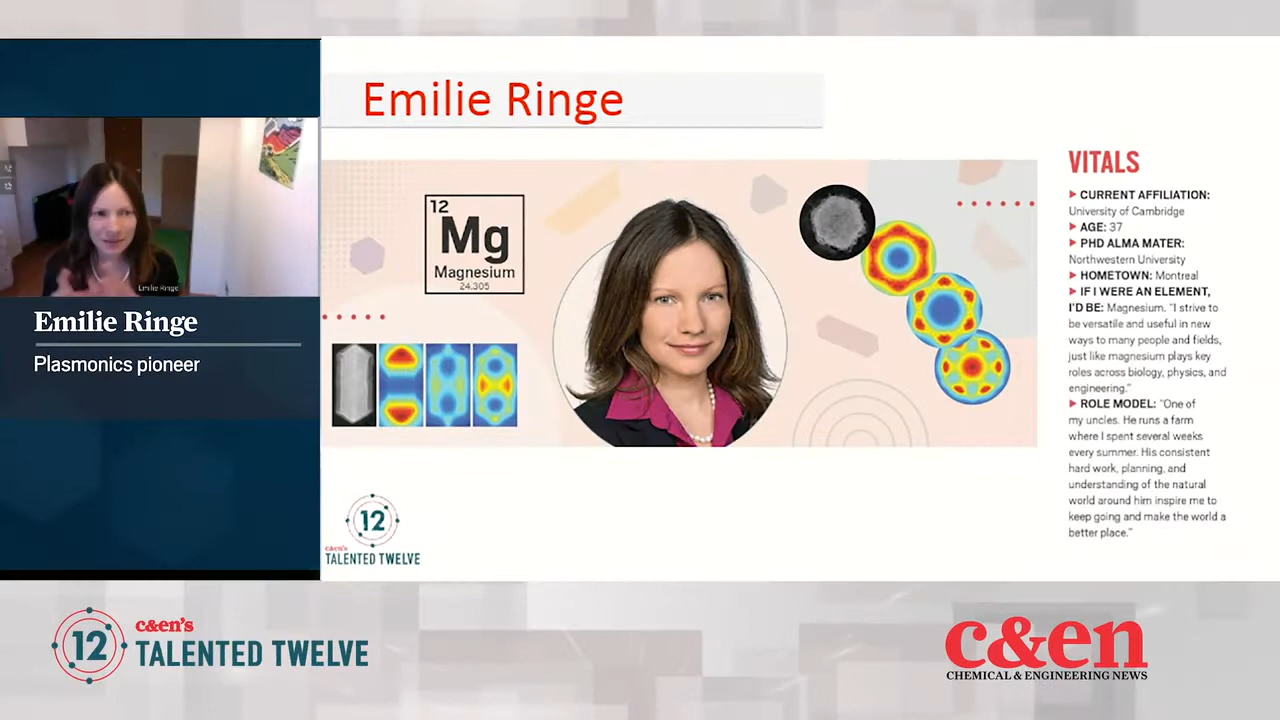 Emilie Ringe
Emilie Ringe
Plasmonics pioneer
Emilie Ringe
12
Mg
Magnesium
24.305
VITALS
CURRENT AFFILIATION:
University of Cambridge
AGE: 37
PHD ALMA MATER:
Northwestern University
HOMETOWN: Montreal
IF I WERE AN ELEMENT,
I'D BE: Magnesium. "I strive to
be versatile and useful in new
ways to many people and fields,
just like magnesium plays key
roles across biology, physics, and
engineering."
ROLE MODEL: "One of
my uncles. He runs a farm
where I spent several weeks
every summer. His consistent
hard work, planning, and
understanding of the natural
world around him inspire me to
keep going and make the world a
better place."
12
c&en's
TALENTED TWELVE
12
c&en's
TALENTED TWELVE
c&en
CHEMICAL & ENGINEERING NEWS